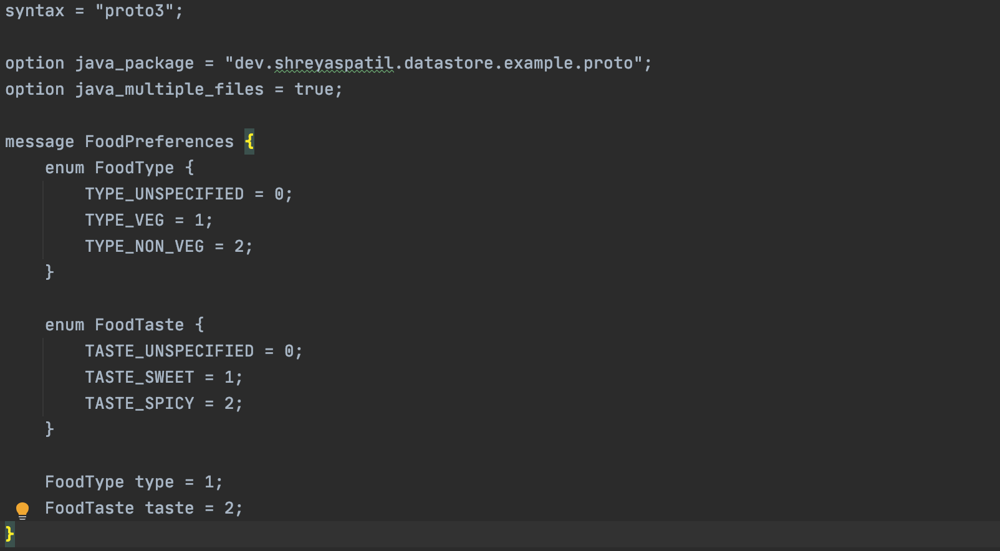 syntax = "proto3";
option java_package = "dev.shreyaspatil.datastore.example.proto";
option java_multiple_files = true;
message FoodPreferences {
    enum FoodType {
        TYPE_UNSPECIFIED = 0;
        TYPE_VEG = 1;
        TYPE_NON_VEG = 2;
    }
    enum FoodTaste {
        TASTE_UNSPECIFIED = 0;
        TASTE_SWEET = 1;
        TASTE_SPICY = 2;
    }
    FoodType type = 1;
    FoodTaste taste = 2;
}